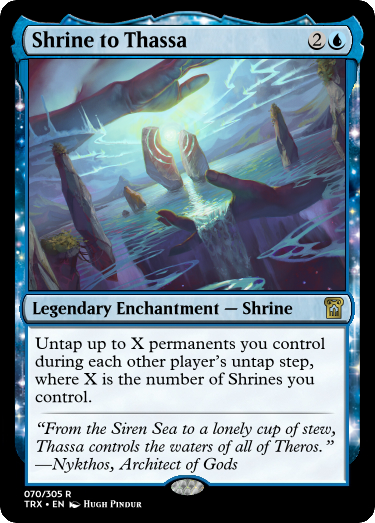 Shrine to Thassa 2
Legendary Enchantment — Shrine
Untap up to X permanents you control
during each other player's untap step,
where X is the number of Shrines you
control.
“From the Siren Sea to a lonely cup of stew,
Thassa controls the waters of all of Theros.”
—Nykthos, Architect of Gods
070/305 R
TRX • EN Hugh Pindur